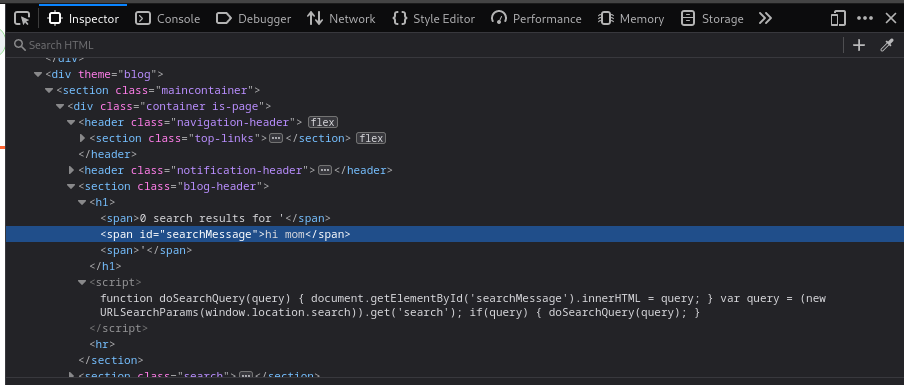 Inspector Console Debugger Network {} Style Editor Performance Memory Storage
Search HTML
</div>
<div theme="blog">
<section class="maincontainer">
<div class="container is-page">
<header class="navigation-header"> flex
<section class="top-links"> ... </section> flex
</header>
<header class="notification-header"> ... </header>
<section class="blog-header">
<h1>
<span>0 search results for '</span>
<span id="searchMessage">hi mom</span>
<span>'</span>
</h1>
<script>
function doSearchQuery(query) { document.getElementById('searchMessage').innerHTML = query; } var query = (new
URLSearchParams(window.location.search)).get('search'); if(query) { doSearchQuery(query); }
</script>
<hr>
</section>
<section class="search"> ... </section>